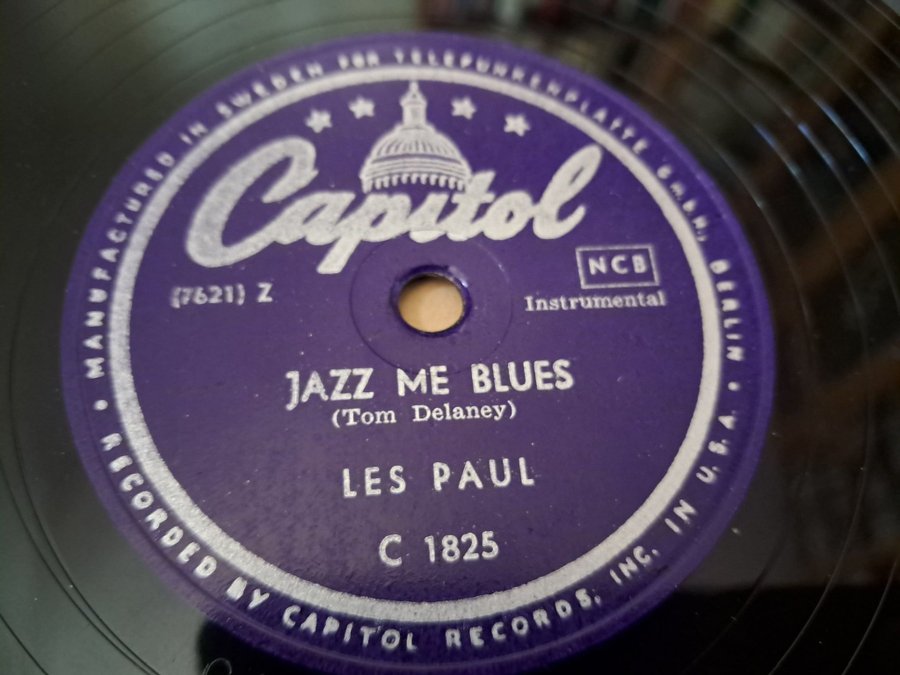 MANUFACTURED IN SWEDEN FOR TELEFUNKENPLATTE G.M.B.H., BERLIN
Capitol
NCB
(7621) Z
Instrumental
JAZZ ME BLUES
(Tom Delaney)
LES PAUL
C 1825
• RECORDED BY CAPITOL RECORDS, INC. IN U.S.A. •